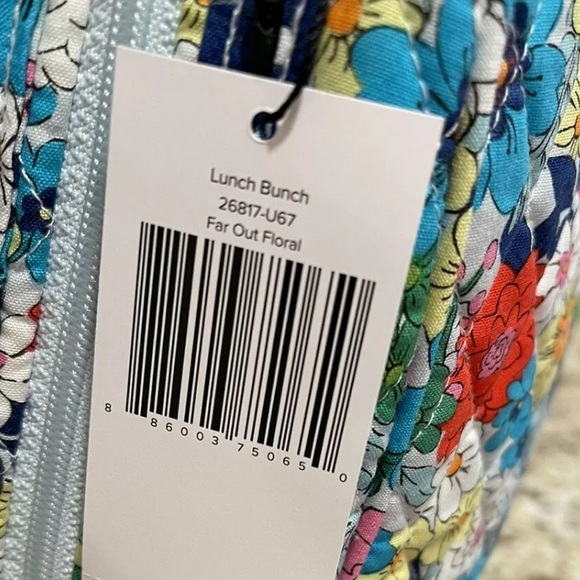 Lunch Bunch
26817-U67
Far Out Floral
8 86003 75065 0